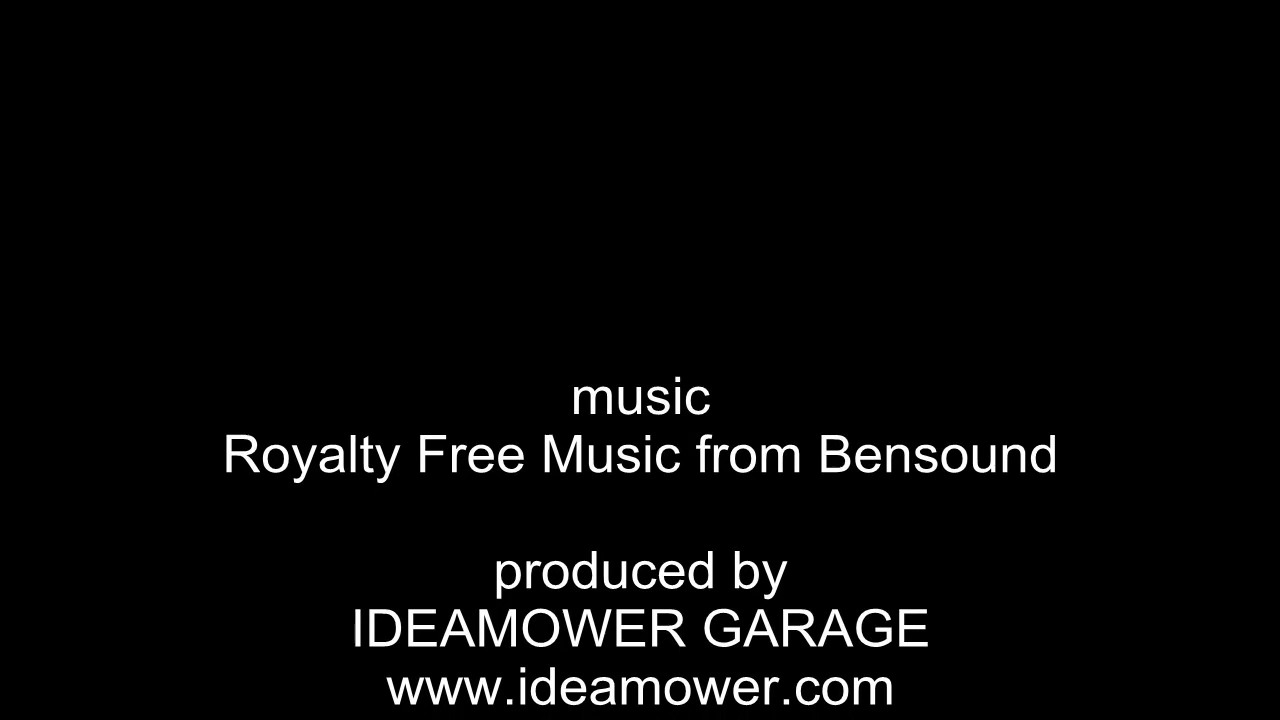 music
Royalty Free Music from Bensound
produced by
IDEAMOWER GARAGE
www.ideamower.com